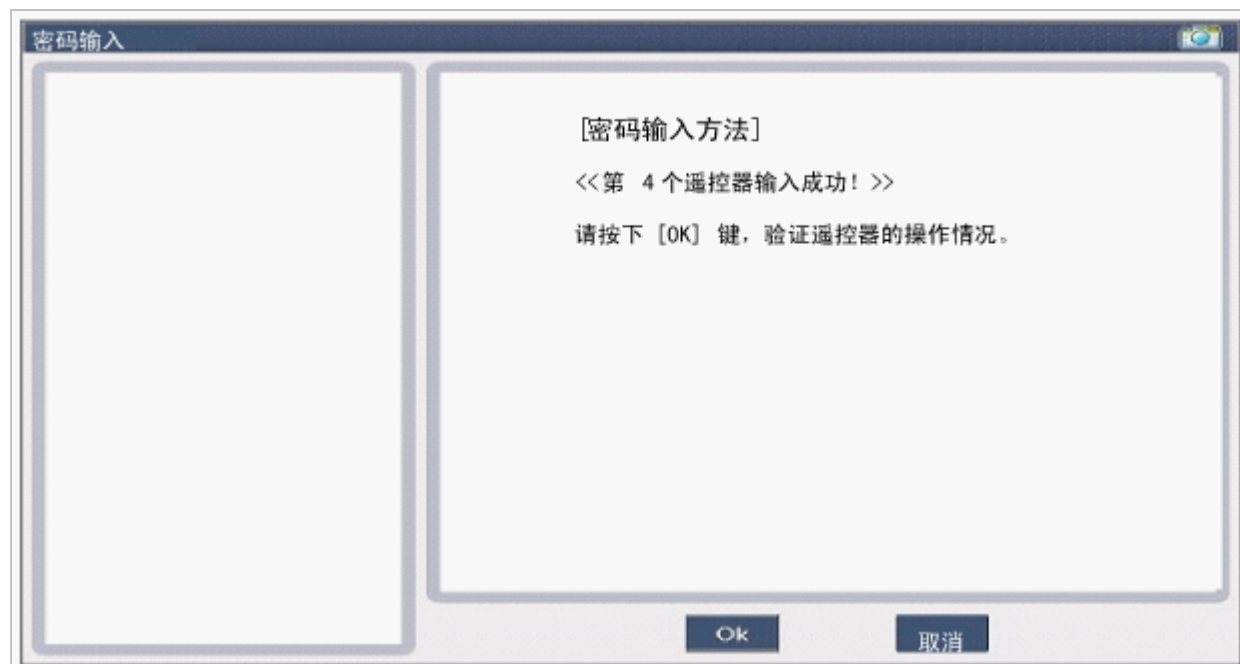 密码输入
[密码输入方法]
<<第 4个遥控器输入成功! >>
请按下 [OK] 键，验证遥控器的操作情况。
Ok
取消